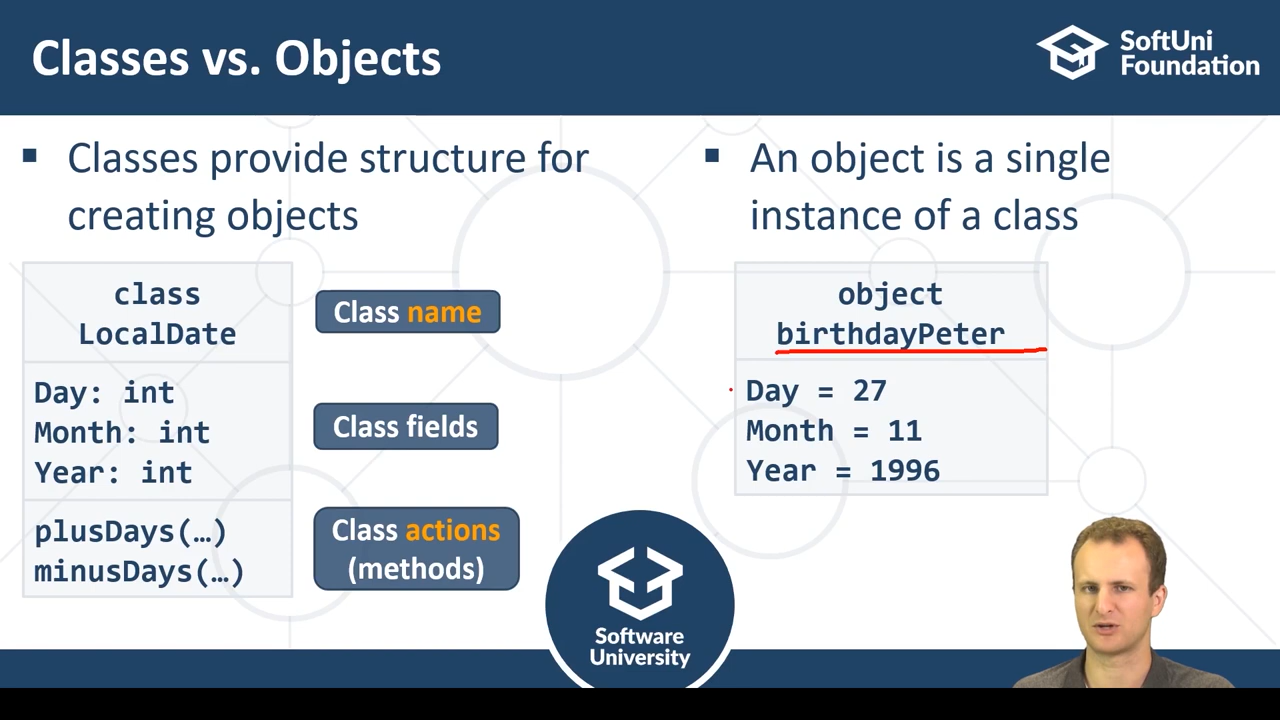 Classes vs. Objects
SoftUni
Foundation
▪ Classes provide structure for
creating objects
class
LocalDate
Class name
Day: int
Month: int
Year: int
Class fields
plusDays(…)
minusDays(…)
Class actions
(methods)
▪ An object is a single
instance of a class
object
birthdayPeter
Day = 27
Month = 11
Year = 1996
Software
University